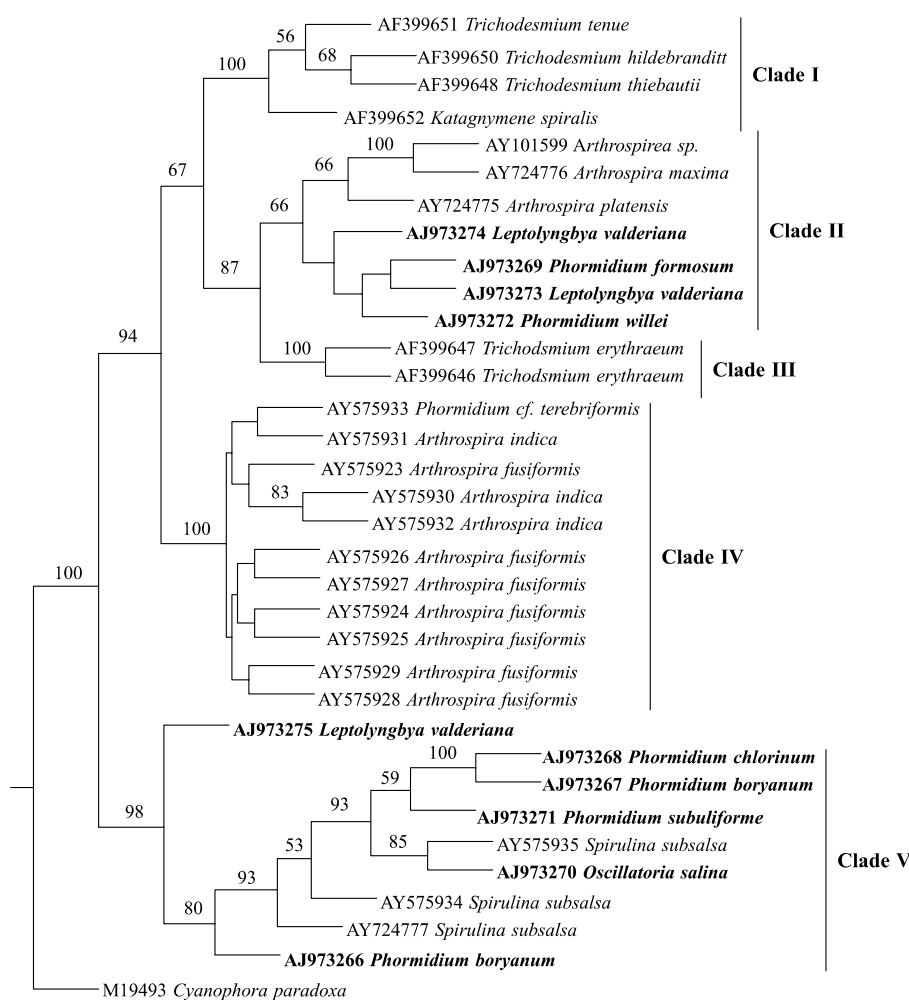 AF399651 Trichodesmium tenue
56
AF399650 Trichodesmium hildebranditt
68
100
Clade I
AF399648 Trichodesmium thiebautii
AF399652 Katagnymene spiralis
100
AY101599 Arthrospirea sp.
66
67
AY724776 Arthrospira maxima
66
AY724775 Arthrospira platensis
AJ973274 Leptolyngbya valderiana
Clade II
87
AJ973269 Phormidium formosum
AJ973273 Leptolyngbya valderiana
AJ973272 Phormidium willei
94
100
AF399647 Trichodsmium erythraeum
Clade III
AF399646 Trichodsmium erythraeum
AY575933 Phormidium cf. terebriformis
AY575931 Arthrospira indica
AY575923 Arthrospira fusiformis
83
AY575930 Arthrospira indica
AY575932 Arthrospira indica
100
AY575926 Arthrospira fusiformis
Clade IV
100
AY575927 Arthrospira fusiformis
AY575924 Arthrospira fusiformis
AY575925 Arthrospira fusiformis
AY575929 Arthrospira fusiformis
AY575928 Arthrospira fusiformis
AJ973275 Leptolyngbya valderiana
100
AJ973268 Phormidium chlorinum
59
AJ973267 Phormidium boryanum
93
98
AJ973271 Phormidium subuliforme
85
AY575935 Spirulina subsalsa
53
Clade V
AJ973270 Oscillatoria salina
93
AY575934 Spirulina subsalsa
80
AY724777 Spirulina subsalsa
AJ973266 Phormidium boryanum
M19493 Cyanophora paradoxa